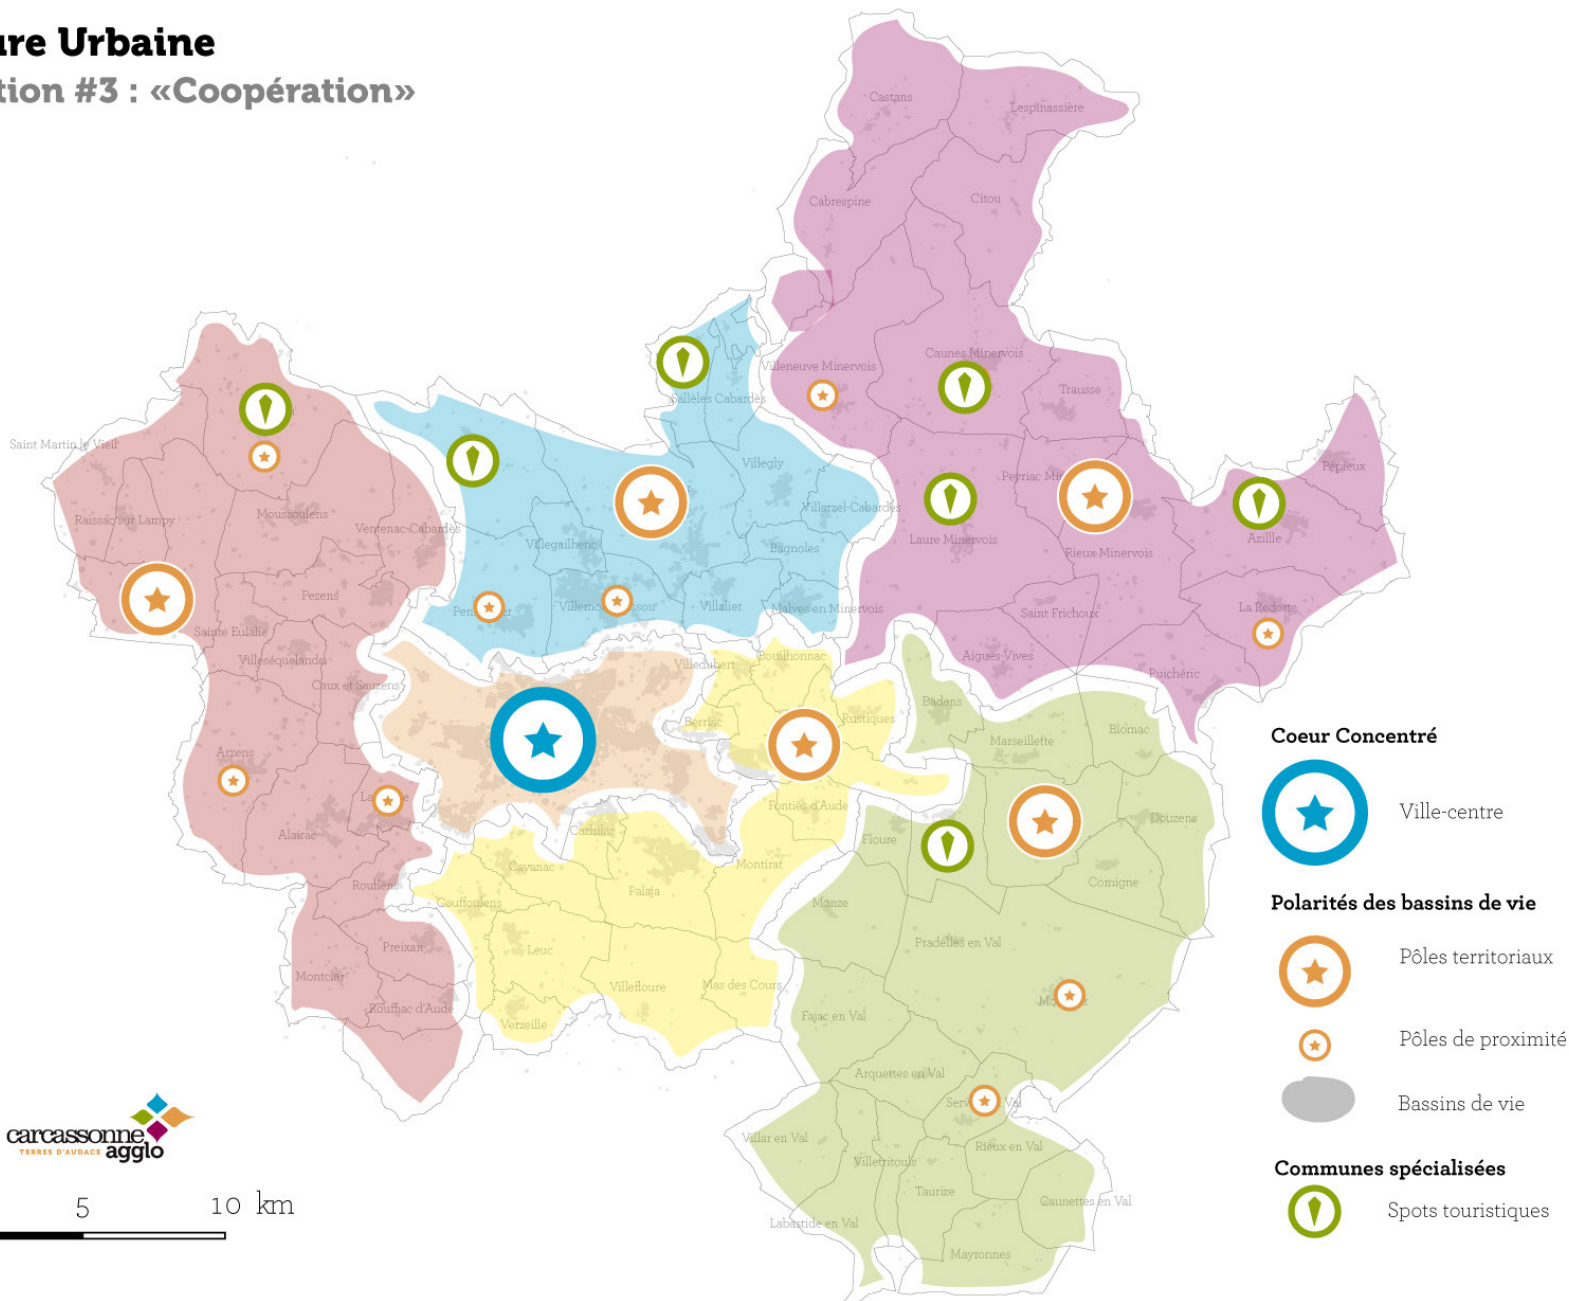 ure Urbaine
tion #3 : «Coopération»
Castans
Lespinassière
Cabrespine
Citou
Villeneuve Minervois
Caunes Minervois
Trausse
Sallèles Cabardès
Saint Martin le Vieil
Villegly
Peyriac Mi
Pépieux
Raissac sur Lampy
Moussoulens
Ventenac-Cabardès
Villarzel-Cabardès
Villegailhenc
Bagnoles
Laure Minervois
Rieux Minervois
Azillle
Pezens
Villemo ssou
Villalier
Malves en Minervois
Saint Frichoux
La Redorte
Sainte Eulalie
Villesèquelande
Caux et Sauzens
Villedubert
Bouilhonnac
Aigues-Vives
Puichéric
Badens
Berriac
Rustiques
Marseillette
Blomac
Arzens
Alairac
Fontiès d'Aude
Douzens
Cazilhac
Floure
Cavanac
Montirat
Comigne
Roullens
Couffoulens
Palaja
Monze
Preixan
Leuc
Pradelles en Val
Montclar
Villefloure
Mas des Cours
Rouffiac d'Aude
Verzeille
Fajac en Val
Arquettes en Val
Serv Val
Villar en Val
Rieux en Val
Villetritouls
Taurize
Caunettes en Val
Labastide en Val
Mayronnes
Coeur Concentré
Ville-centre
Polarités des bassins de vie
Pôles territoriaux
Pôles de proximité
Bassins de vie
Communes spécialisées
Spots touristiques
carcassonne
TERRES D'AUDACE agglo
5 10 km